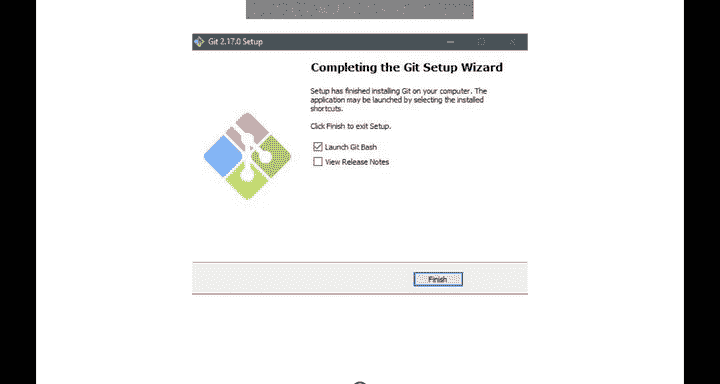 Git 2.17.0 Setup
Completing the Git Setup Wizard
Setup has finished installing Git on your computer. The
application may be launched by selecting the installed
shortcuts.
Click Finish to exit Setup.
Launch Git Bash
View Release Notes
Finish